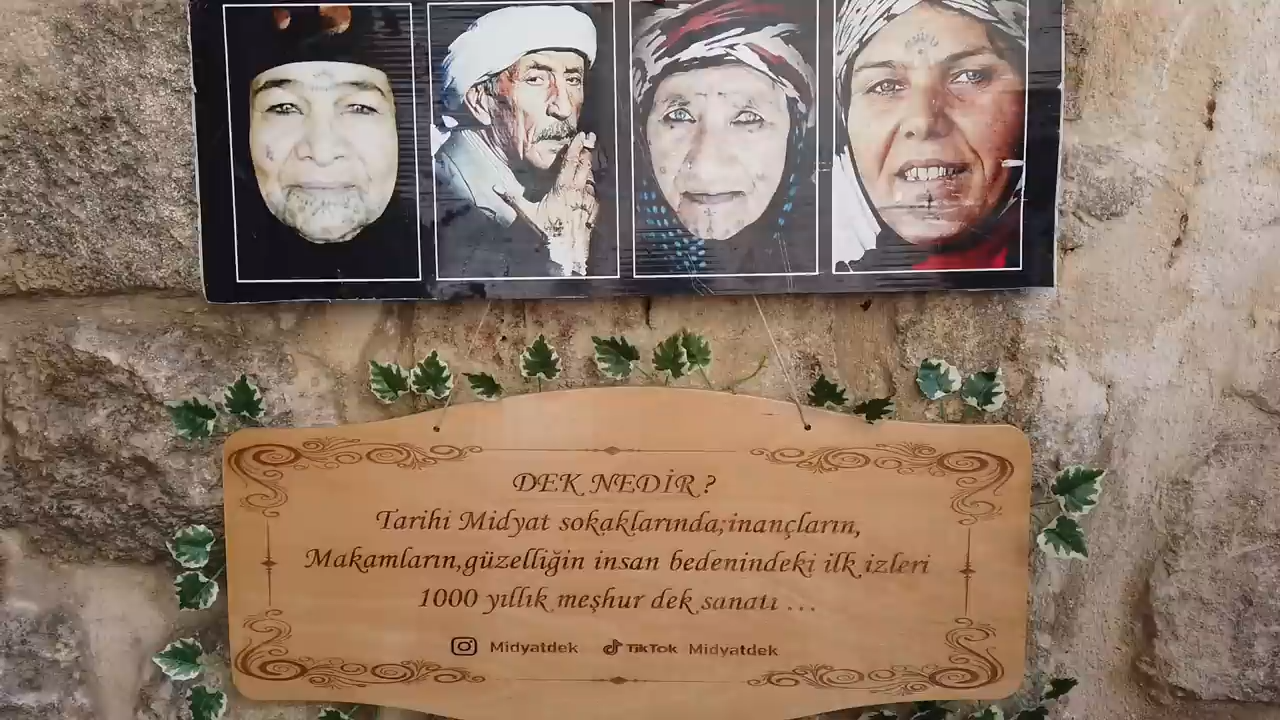 DEK NEDİR ?
Tarihi Midyat sokaklarında;inançların,
Makamların,güzelliğin insan bedenindeki ilk izleri
1000 yıllık meşhur dek sanatı ...
Midyatdek TikTok Midyatdek